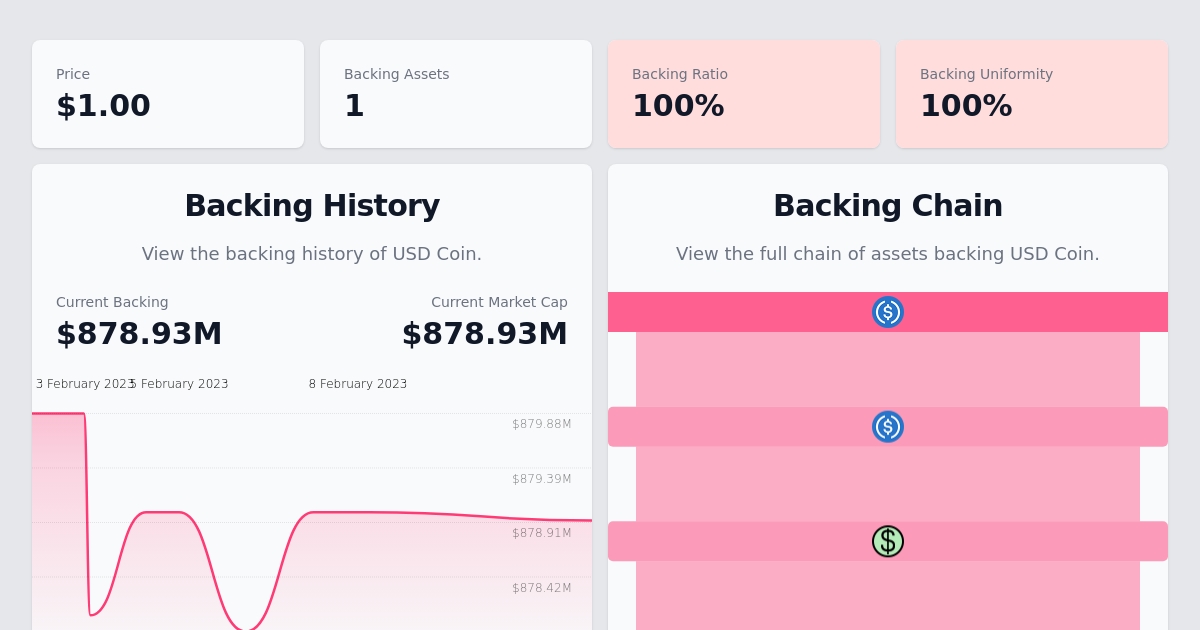 Price
$1.00
Backing Assets
1
Backing Ratio
100%
Backing Uniformity
100%
Backing History
View the backing history of USD Coin.
Current Backing
$878.93M
Current Market Cap
$878.93M
3 February 2023
5 February 2023
8 February 2023
$879.88M
$879.39M
$878.91M
$878.42M
Backing Chain
View the full chain of assets backing USD Coin.
$
$
$